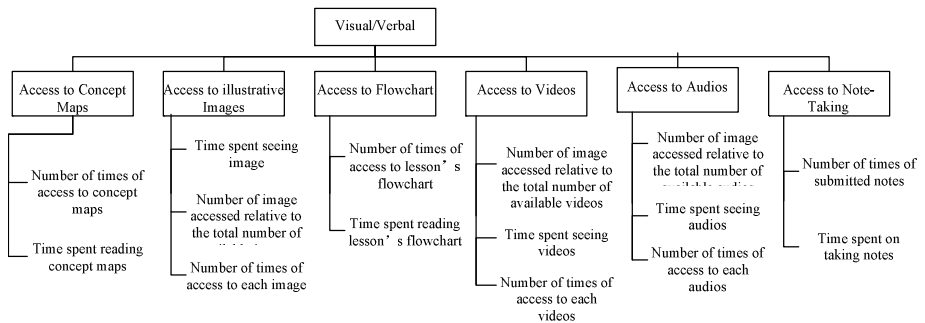 Visual/Verbal
Access to Concept
Maps
Number of times of
access to concept
maps
Time spent reading
concept maps
Access to illustrative
Images
Time spent seeing
image
Number of image
accessed relative to
the total number of
Number of times of
access to each image
Access to Flowchart
Number of times of
access to lesson’s
flowchart
Time spent reading
lesson’s flowchart
Access to Videos
Number of image
accessed relative to
the total number of
available videos
Time spent seeing
videos
Number of times of
access to each
videos
Access to Audios
Number of image
accessed relative to
the total number of
available audios
Time spent seeing
audios
Number of times of
access to each
audios
Access to Note-
Taking
Number of times of
submitted notes
Time spent on
taking notes